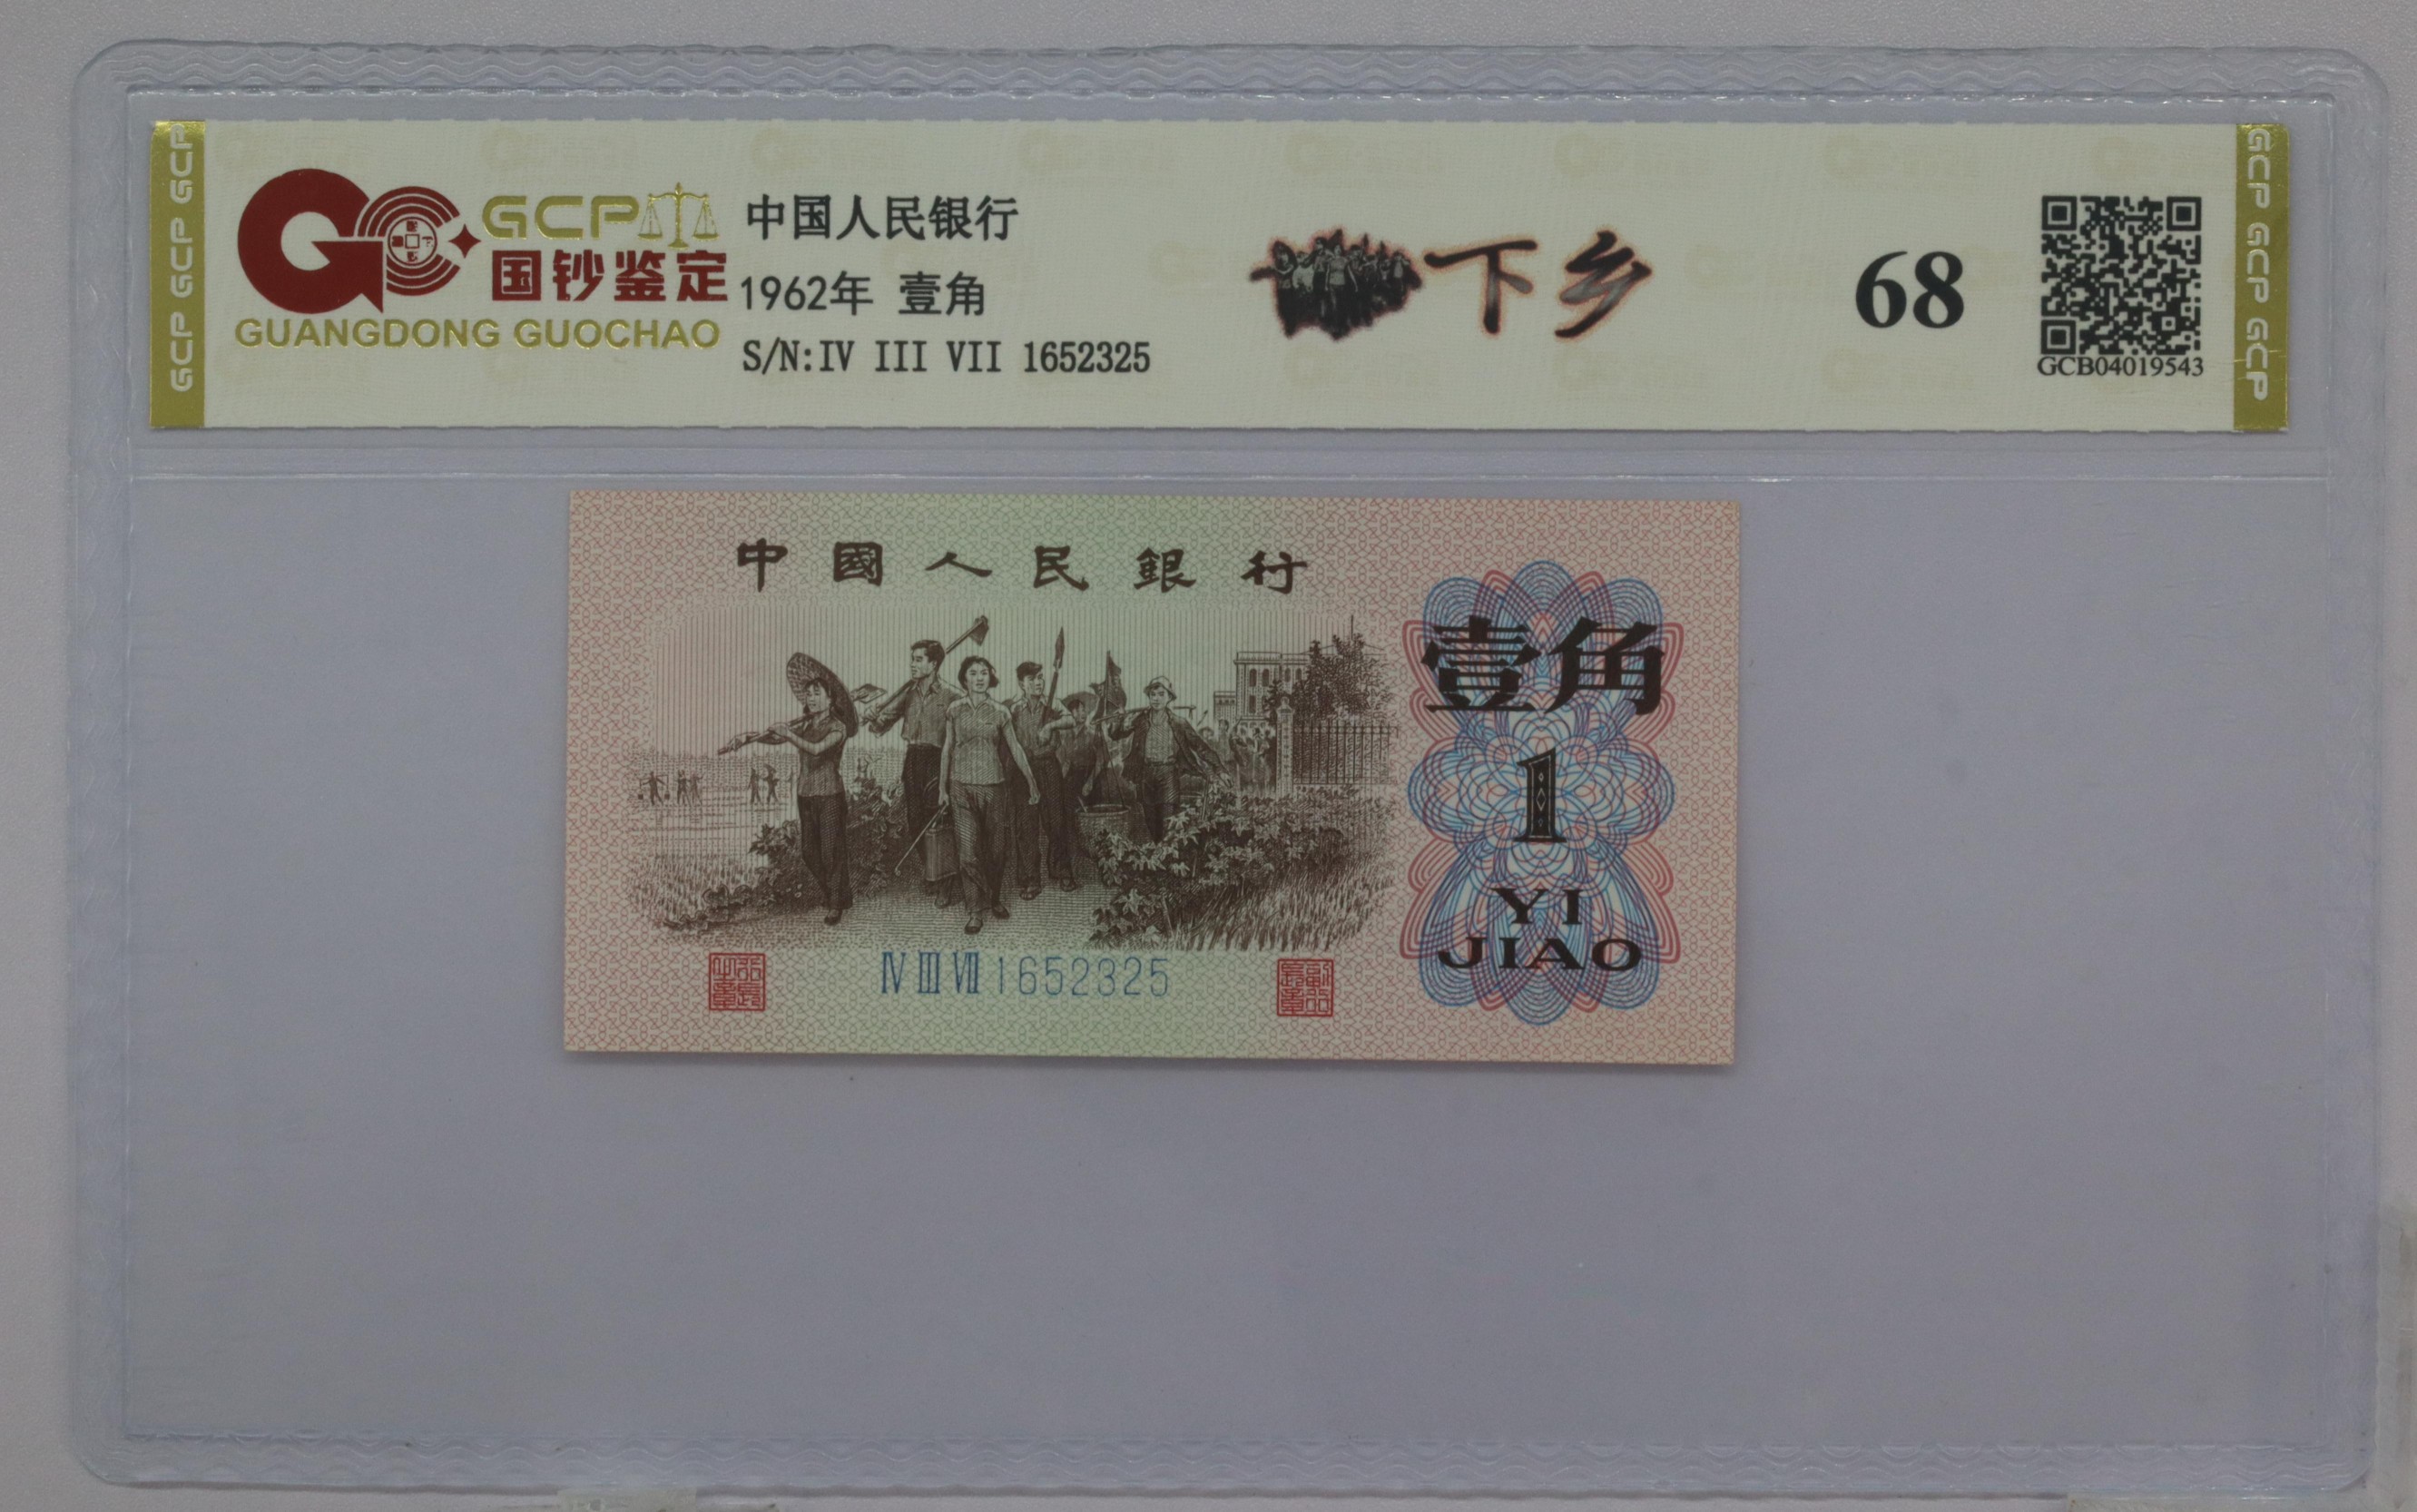 GCP GCP GCP
GCP
国钞鉴定
GUANGDONG GUOCHAO
中国人民银行
1962年 壹角
S/N:IV III VII 1652325
下乡
68
GCB04019543
GCP GCP GCP
中國人民銀行
壹角
1
YI
JIAO
Ⅳ Ⅲ Ⅶ 1652325